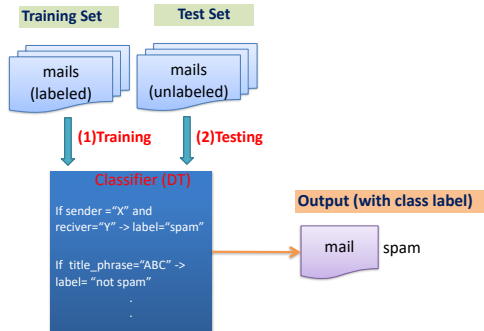 Training Set
Test Set
mails
(labeled)
mails
(unlabeled)
(1)Training
(2)Testing
Classifier (DT)
If sender ="X" and
reciver="Y" -> label="spam"
If title_phrase="ABC" ->
label= "not spam"
.
.
Output (with class label)
mail
spam